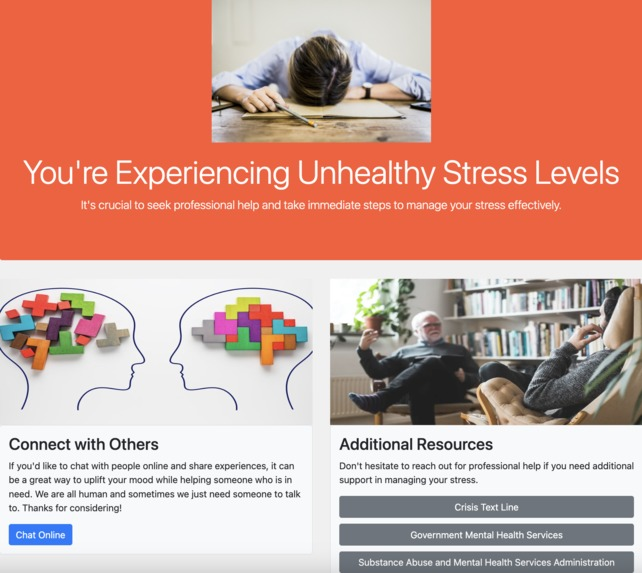 You're Experiencing Unhealthy Stress Levels
It's crucial to seek professional help and take immediate steps to manage your stress effectively.
Connect with Others
If you'd like to chat with people online and share experiences, it can
be a great way to uplift your mood while helping someone who is in
need. We are all human and sometimes we just need someone to talk
to. Thanks for considering!
Chat Online
Additional Resources
Don't hesitate to reach out for professional help if you need additional
support in managing your stress.
Crisis Text Line
Government Mental Health Services
Substance Abuse and Mental Health Services Administration